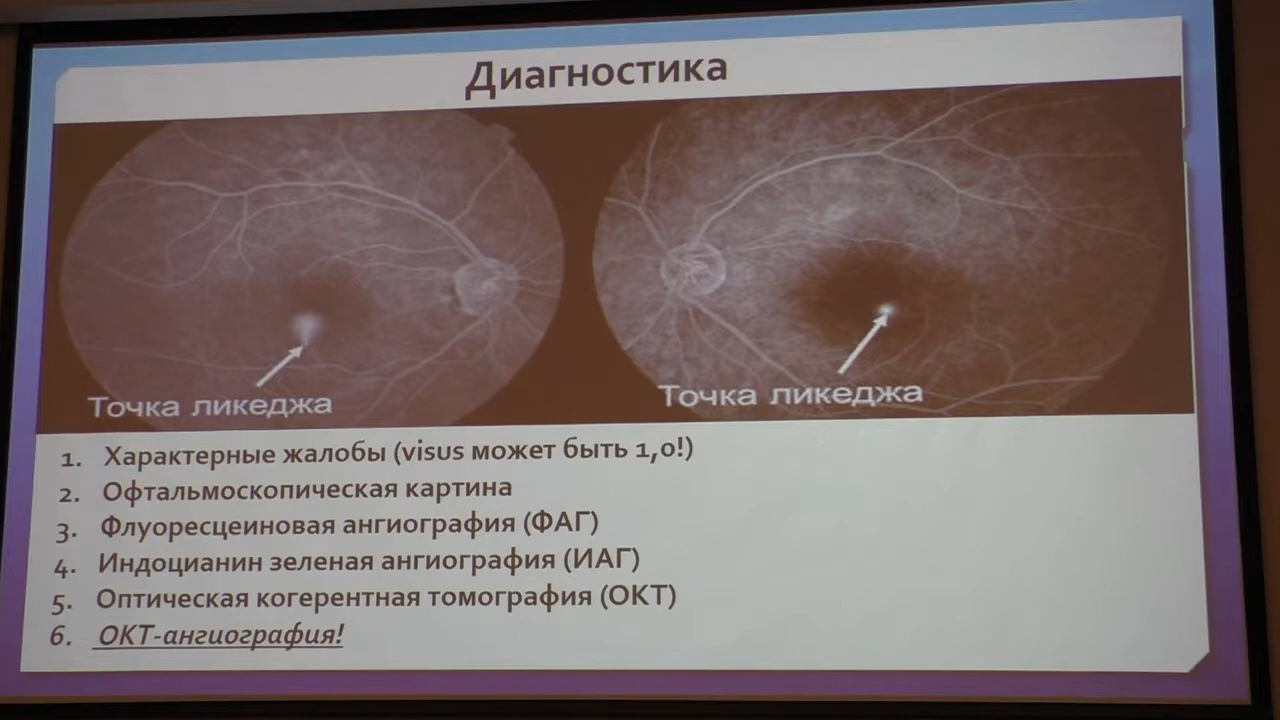 Диагностика
Точка ликеджа
Точка ликеджа
1. Характерные жалобы (visus может быть 1,0!)
2. Офтальмоскопическая картина
3. Флуоресцеиновая ангиография (ФАГ)
4. Индоцианин зеленая ангиография (ИАГ)
5. Оптическая когерентная томография (ОКТ)
6. ОКТ-ангиография!